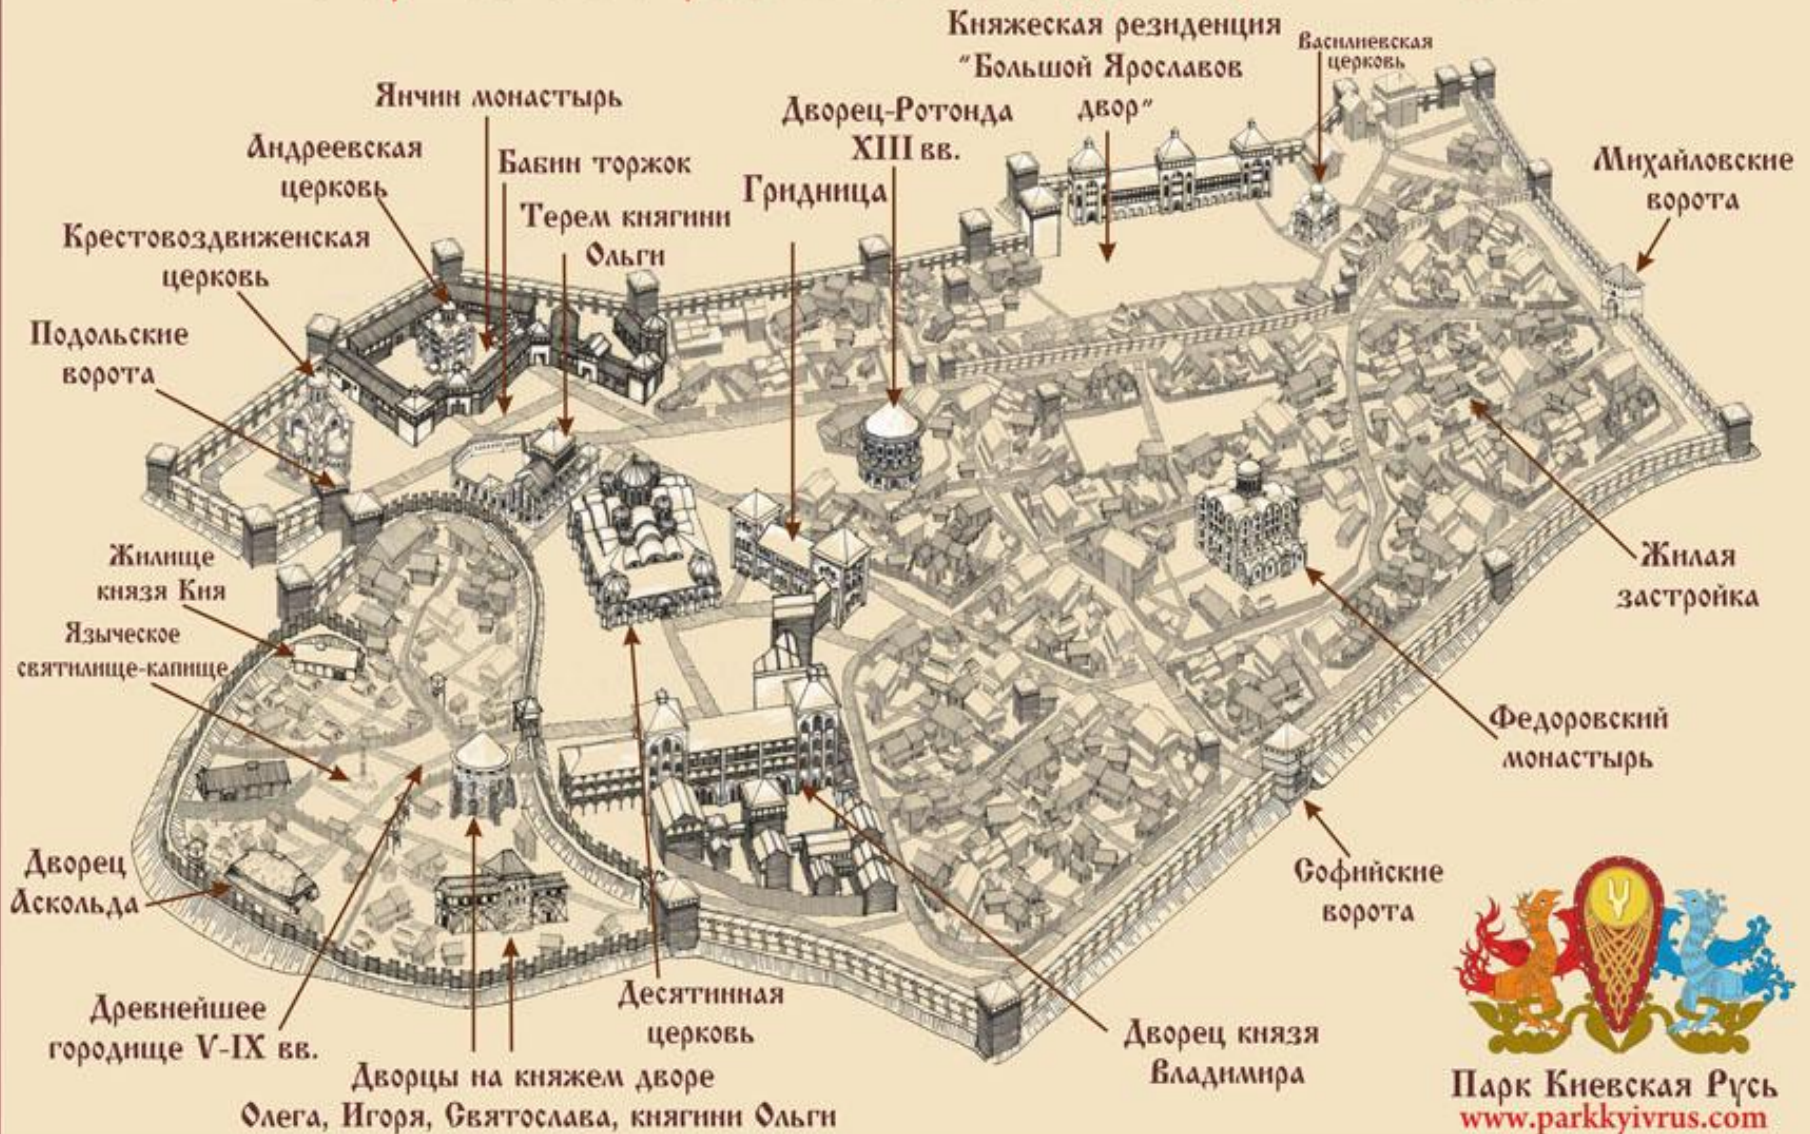 Княжеская резиденция
"Большой Ярославов
двор"
Василиевская
церковь
Янчин монастырь
Дворец-Ротонда
XIII вв.
Андреевская
церковь
Бабин торжок
Гридница
Михайловские
ворота
Терем княгини
Ольги
Крестовоздвиженская
церковь
Подольские
ворота
Жилище
князя Кия
Жилая
застройка
Языческое
святилище-капище
Федоровский
монастырь
Дворец
Аскольда
Софийские
ворота
Древнейшее
городище V-IX вв.
Десятинная
церковь
Дворец князя
Владимира
Дворцы на княжем дворе
Олега, Игоря, Святослава, княгини Ольги
Парк Киевская Русь
www.parkkyivrus.com